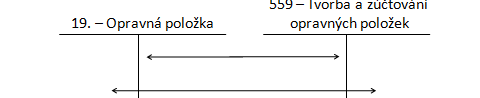 559 – Tvorba a zúčtování
19. – Opravná položka
opravných položek